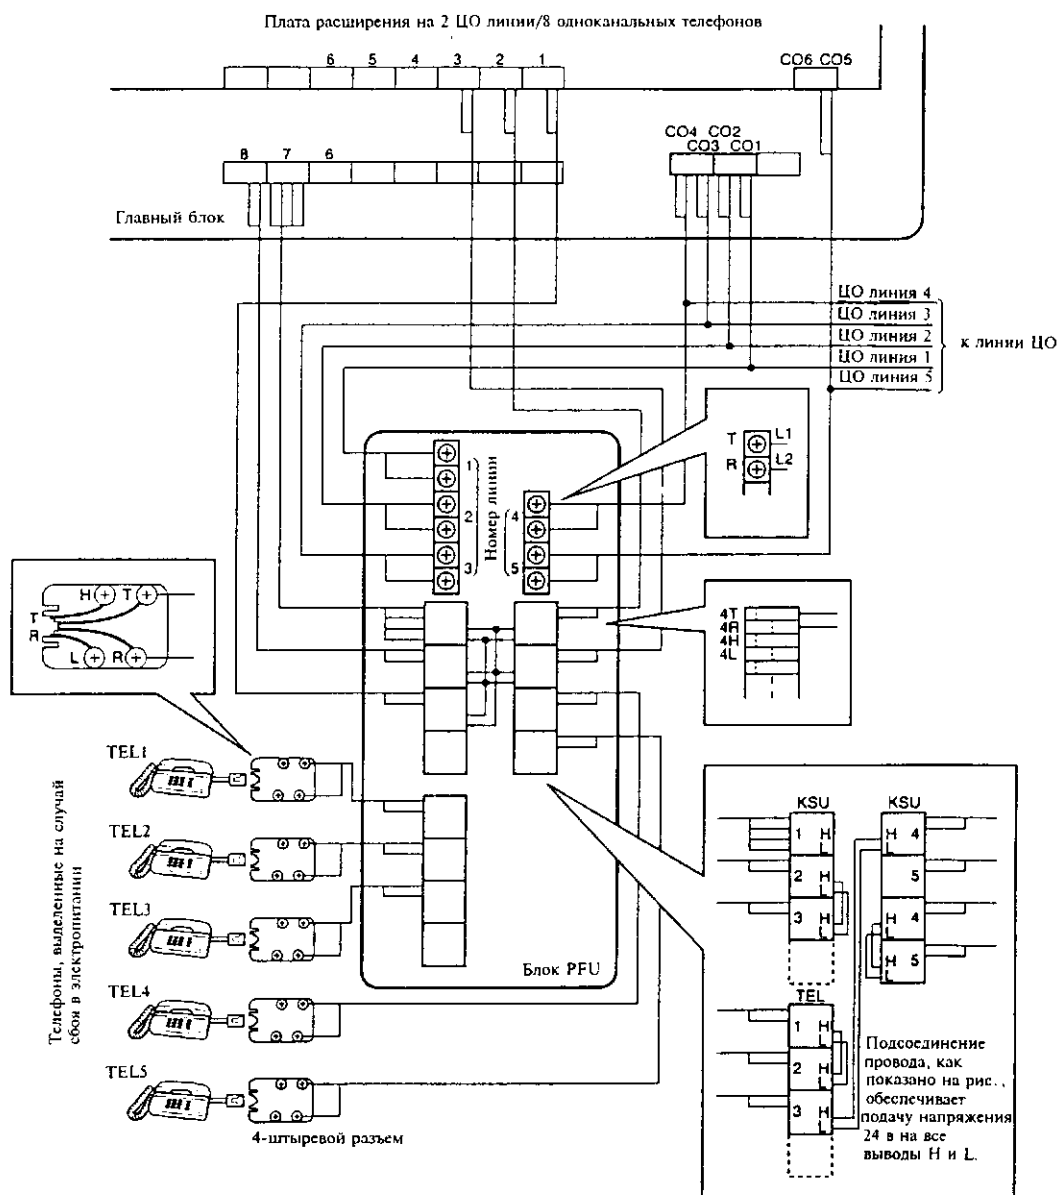 Плата расширения на 2 ЦО линии/8 одноканальных телефонов
6 5 4 3 2 1
CO6 CO5
CO4 CO2
CO3 CO1
8 7 6
Главный блок
ЦО линия 4
ЦО линия 3
ЦО линия 2
ЦО линия 1
ЦО линия 5
к линии ЦО
T L1
R L2
1
2
3
Номер линии
4
5
H T
T
R
L R
4T
4R
4H
4L
TEL1
TEL2
TEL3
TEL4
TEL5
Телефоны, выделенные на случай
сбоя в электропитании
4-штыревой разъем
Блок PFU
KSU KSU
1 H L
2 H L
3 H L
H 4
L
5
4
H 5
L
TEL
1 H L
2 H L
3 H L
Подсоединение
провода, как
показано на рис.,
обеспечивает
подачу напряжения
24 в на все
выводы H и L.